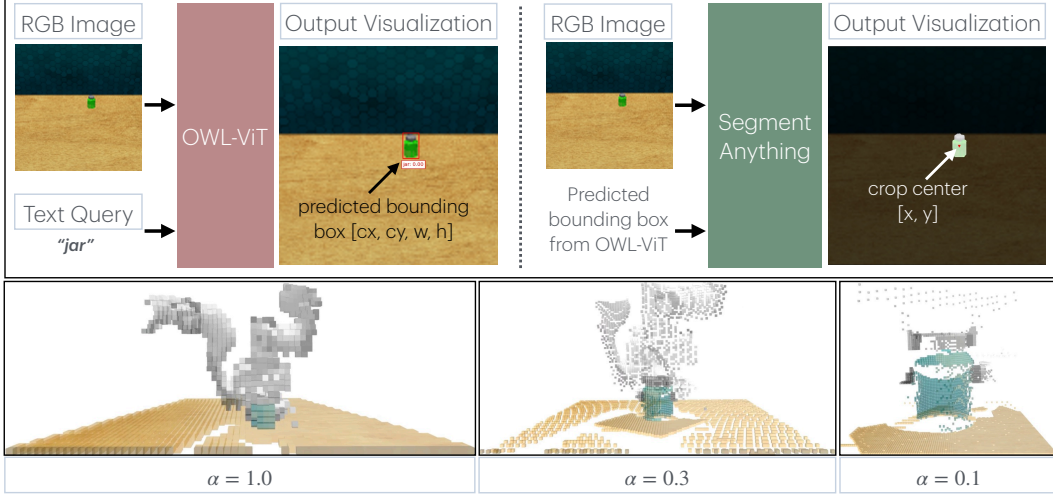 RGB Image
Text Query
"jar"
OWL-ViT
Output Visualization
jar: 0.00
predicted bounding
box [cx, cy, w, h]
RGB Image
Predicted
bounding box
from OWL-ViT
Segment
Anything
Output Visualization
crop center
[x, y]
α = 1.0
α = 0.3
α = 0.1